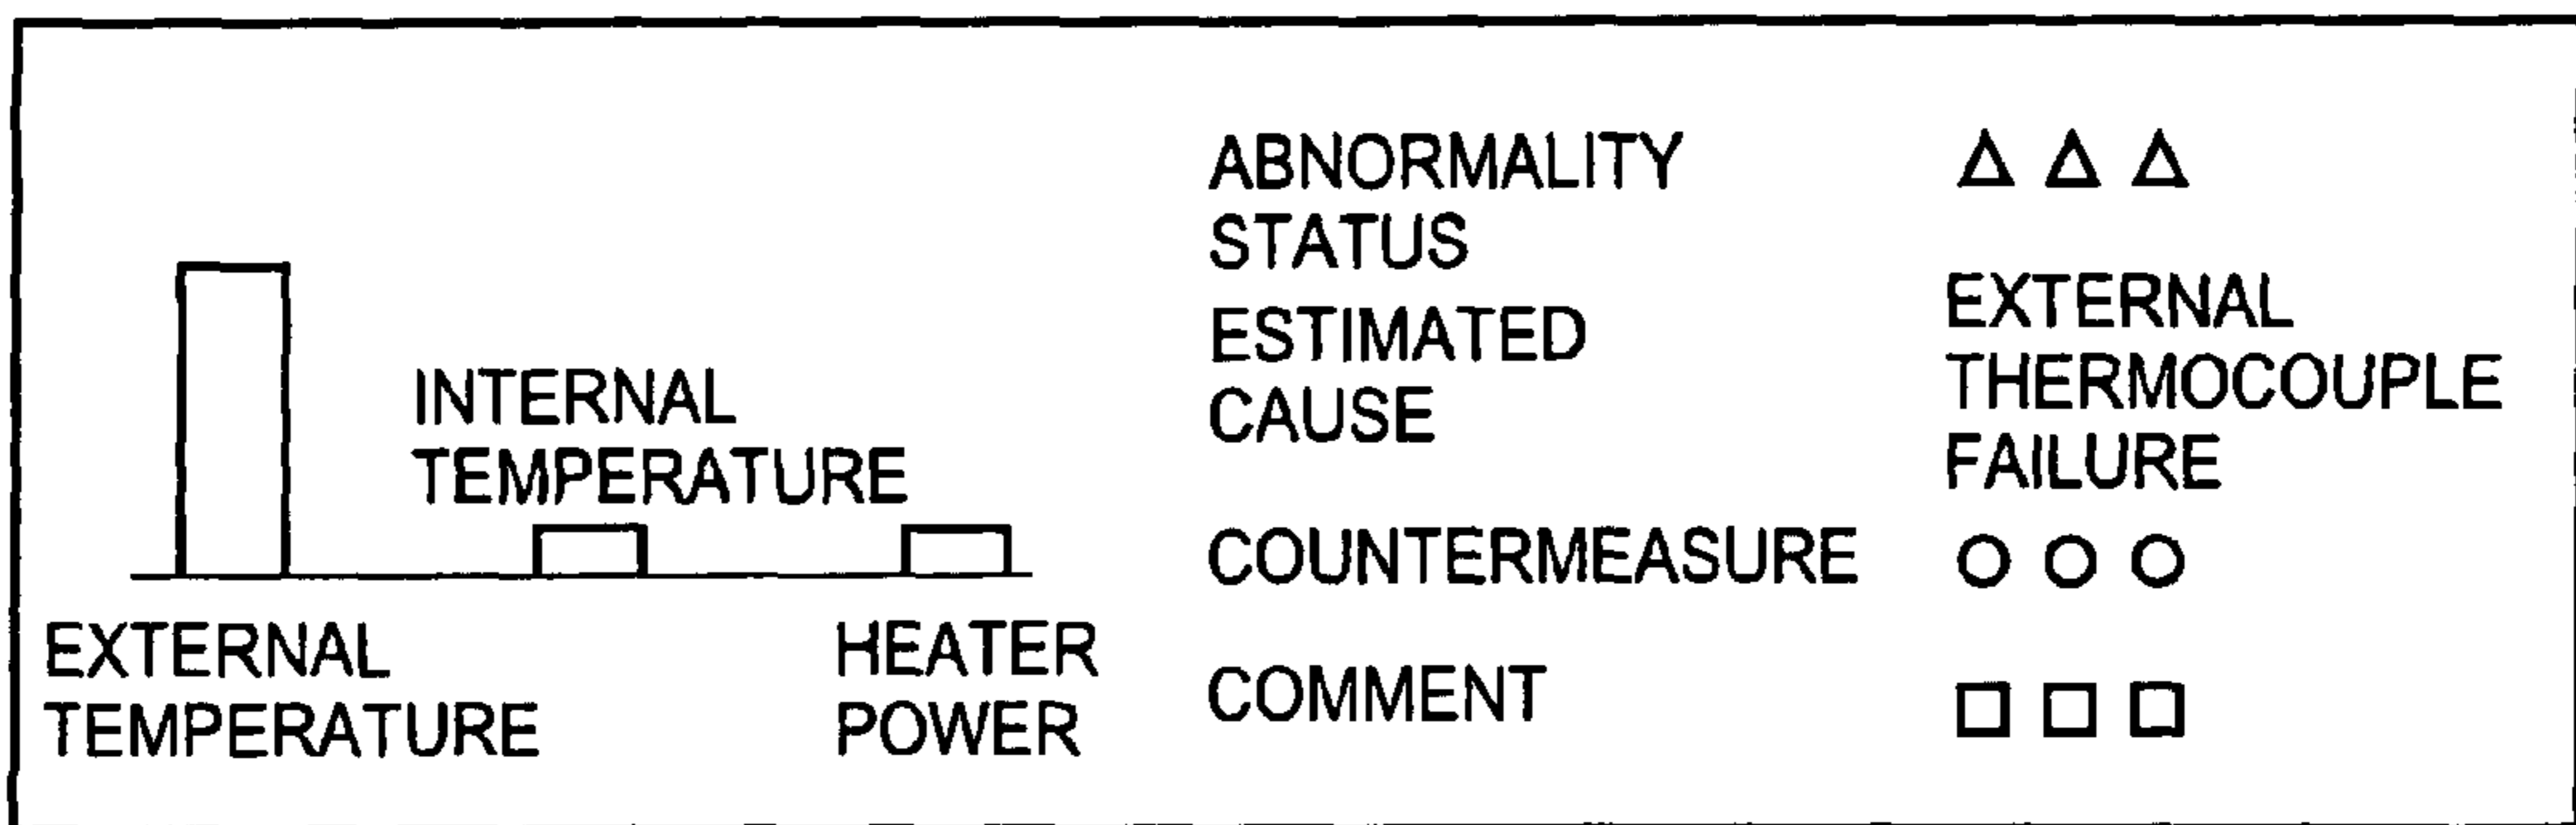 INTERNAL
TEMPERATURE
EXTERNAL
TEMPERATURE
HEATER
POWER
ABNORMALITY
STATUS
△ △ △
ESTIMATED
CAUSE
EXTERNAL
THERMOCOUPLE
FAILURE
COUNTERMEASURE
○ ○ ○
COMMENT
□ □ □